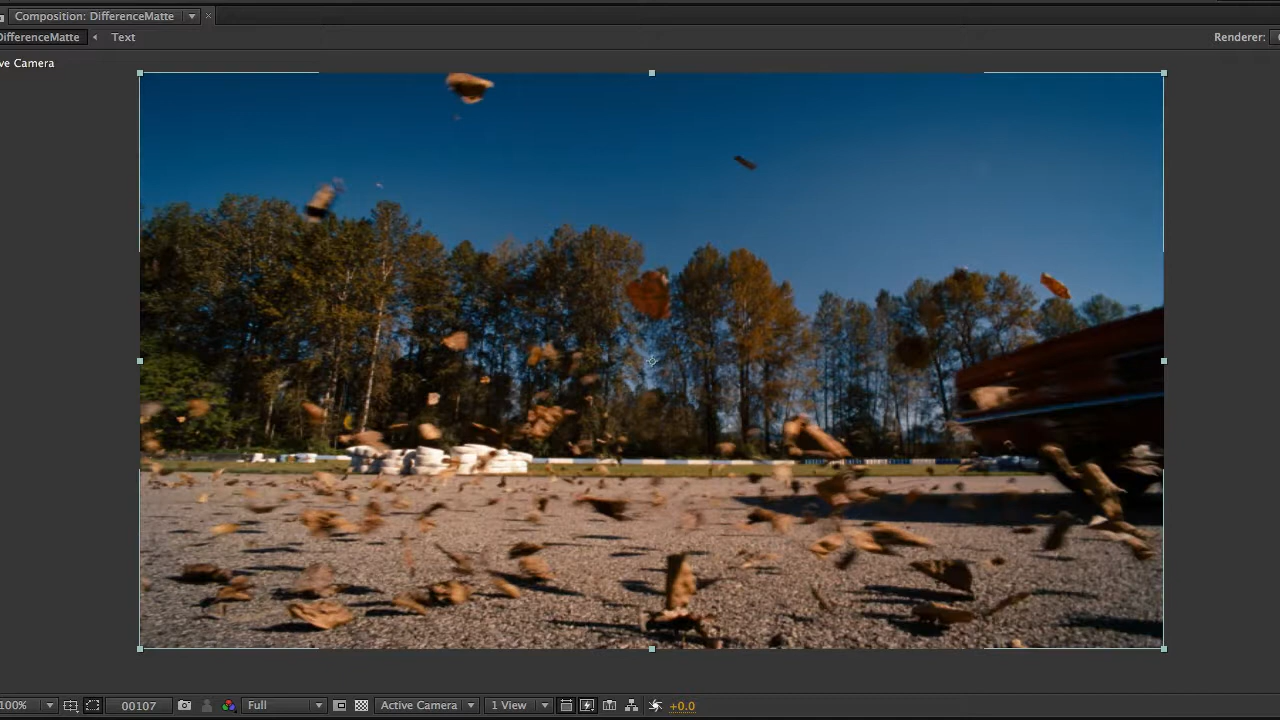 Composition: DifferenceMatte
DifferenceMatte Text Renderer:
ve Camera
100% 00107 Full Active Camera 1 View +0.0